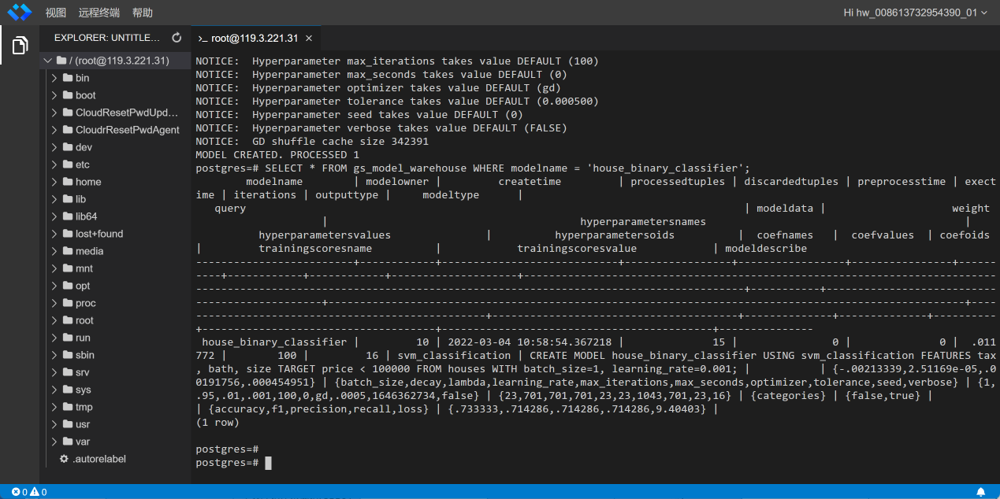 视图 远程终端 帮助
Hi hw_008613732954390_01
EXPLORER: UNTITLE...
>_ root@119.3.221.31 ×
/ (root@119.3.221.31)
bin
boot
CloudResetPwdUpd...
CloudrResetPwdAgent
dev
etc
home
lib
lib64
lost+found
media
mnt
opt
proc
root
run
sbin
srv
sys
tmp
usr
var
.autorelabel
NOTICE:  Hyperparameter max_iterations takes value DEFAULT (100)
NOTICE:  Hyperparameter max_seconds takes value DEFAULT (0)
NOTICE:  Hyperparameter optimizer takes value DEFAULT (gd)
NOTICE:  Hyperparameter tolerance takes value DEFAULT (0.000500)
NOTICE:  Hyperparameter seed takes value DEFAULT (0)
NOTICE:  Hyperparameter verbose takes value DEFAULT (FALSE)
NOTICE:  GD shuffle cache size 342391
MODEL CREATED. PROCESSED 1
postgres=# SELECT * FROM gs_model_warehouse WHERE modelname = 'house_binary_classifier';
modelname | modelowner | createtime | processedtuples | discardedtuples | preprocesstime | exect
ime | iterations | outputtype | modeltype |
query | modeldata | weight
| hyperparametersnames |
hyperparametersvalues | hyperparametersoids | coefnames | coefvalues | coefoids
| trainingscoresname | trainingscoresvalue | modeldescribe
house_binary_classifier | 10 | 2022-03-04 10:58:54.367218 | 15 | 0 | 0 | .011
772 | 100 | 16 | svm_classification | CREATE MODEL house_binary_classifier USING svm_classification FEATURES tax
, bath, size TARGET price < 100000 FROM houses WITH batch_size=1, learning_rate=0.001; | | {-.00213339,2.51169e-05,.0
0191756,.000454951} | {batch_size,decay,lambda,learning_rate,max_iterations,max_seconds,optimizer,tolerance,seed,verbose} | {1,
.95,.01,.001,100,0,gd,.0005,1646362734,false} | {23,701,701,701,23,23,1043,701,23,16} | {categories} | {false,true} |
| {accuracy,f1,precision,recall,loss} | {.733333,.714286,.714286,.714286,9.40403} |
(1 row)
postgres=#
postgres=#
0 0